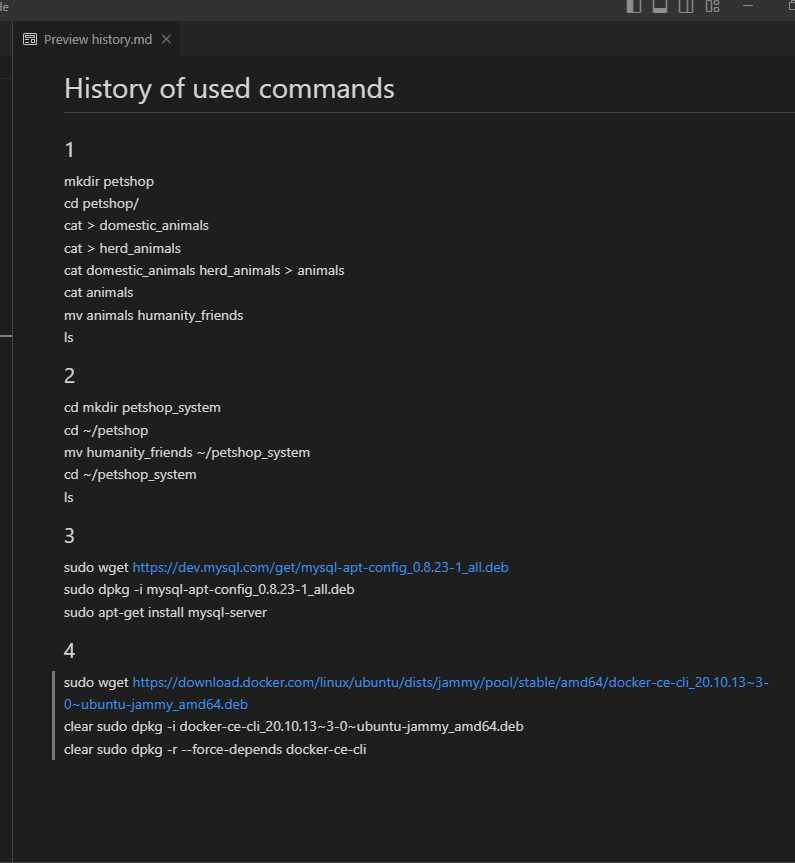 de
Preview history.md
History of used commands
1
mkdir petshop
cd petshop/
cat > domestic_animals
cat > herd_animals
cat domestic_animals herd_animals > animals
cat animals
mv animals humanity_friends
ls
2
cd mkdir petshop_system
cd ~/petshop
mv humanity_friends ~/petshop_system
cd ~/petshop_system
ls
3
sudo wget https://dev.mysql.com/get/mysql-apt-config_0.8.23-1_all.deb
sudo dpkg -i mysql-apt-config_0.8.23-1_all.deb
sudo apt-get install mysql-server
4
sudo wget https://download.docker.com/linux/ubuntu/dists/jammy/pool/stable/amd64/docker-ce-cli_20.10.13~3-
0~ubuntu-jammy_amd64.deb
clear sudo dpkg -i docker-ce-cli_20.10.13~3-0~ubuntu-jammy_amd64.deb
clear sudo dpkg -r --force-depends docker-ce-cli